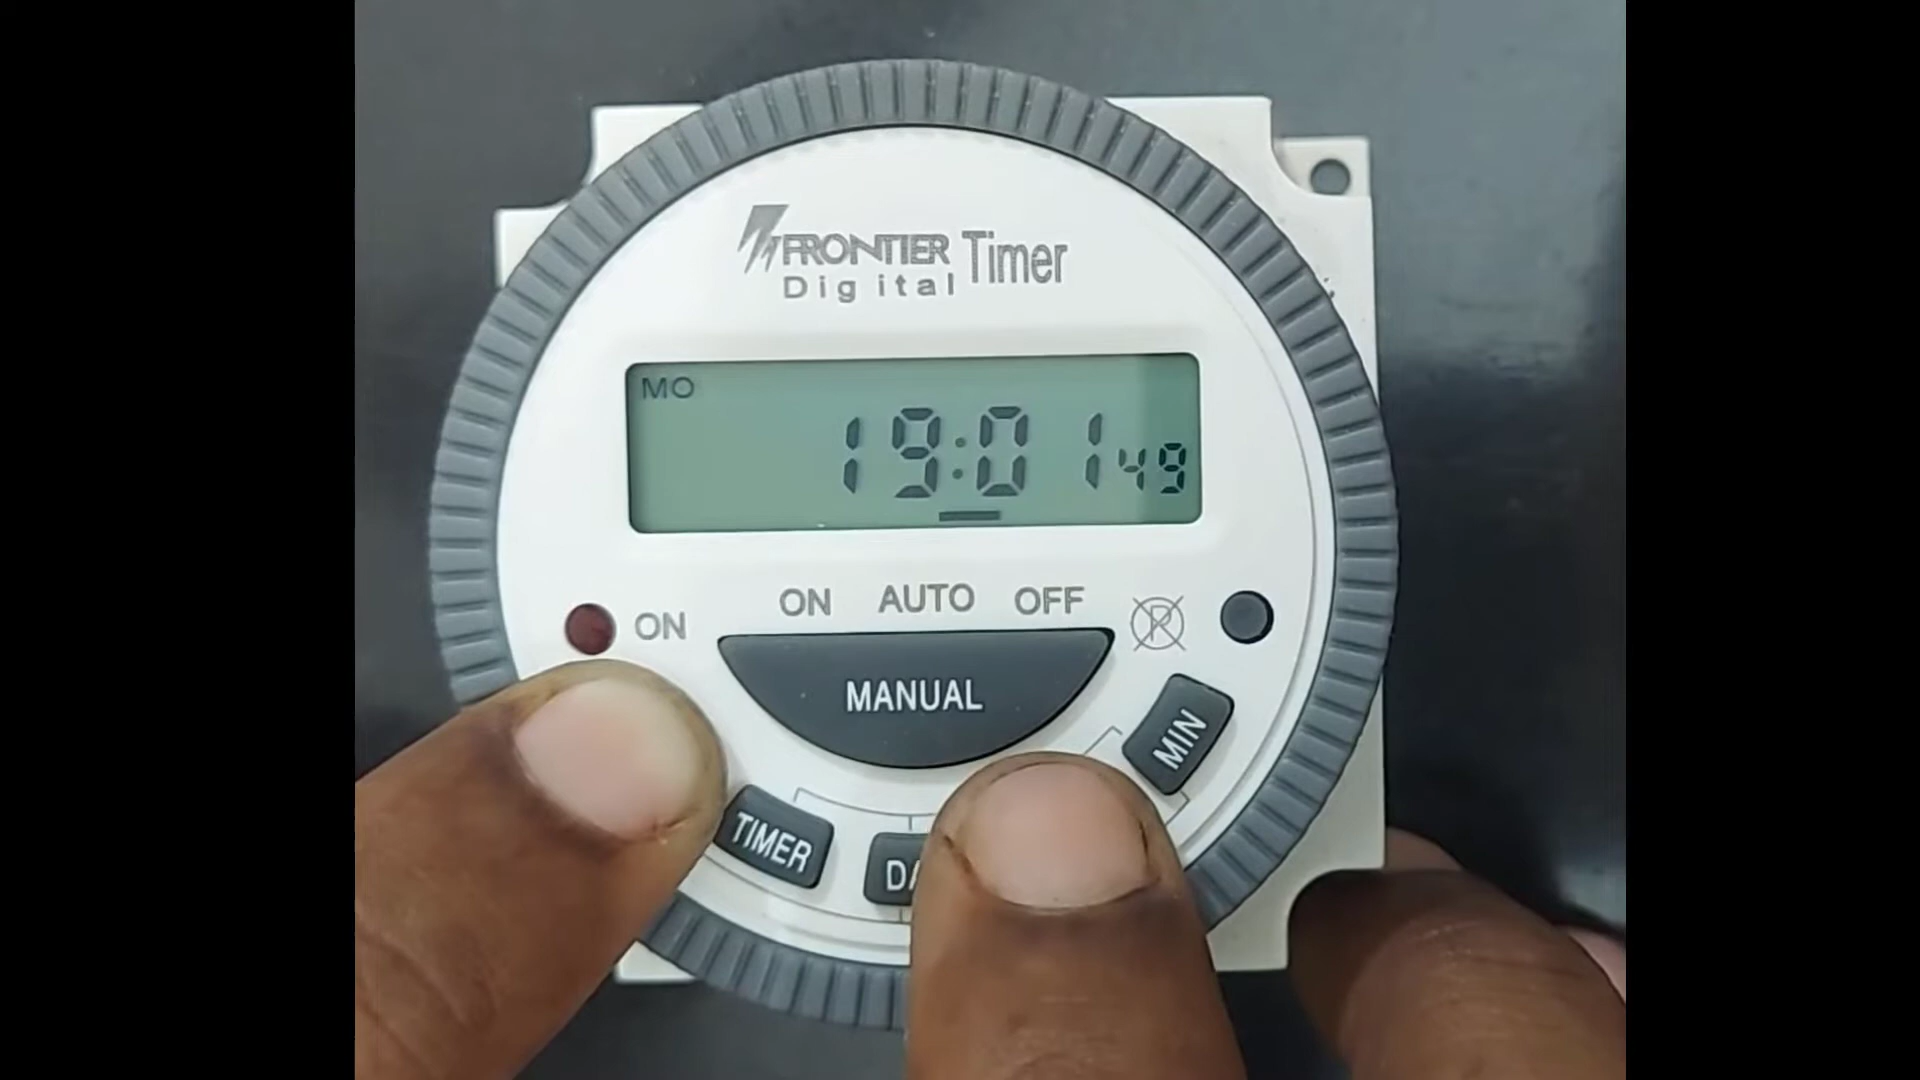 FRONTIER Timer
Digital
MO
19:01 49
ON AUTO OFF
ON
MANUAL
MIN
TIMER